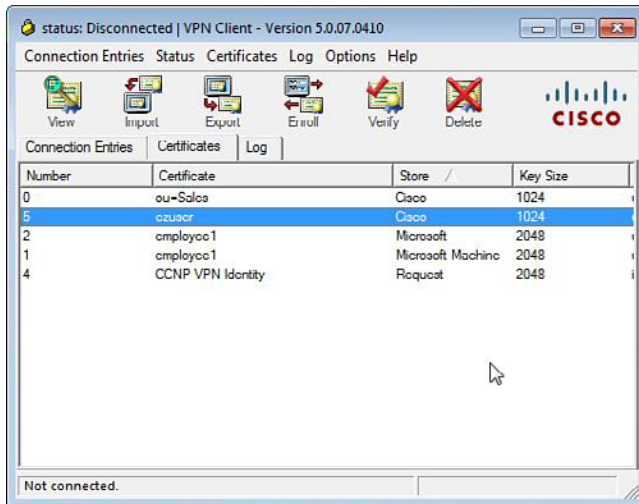 status: Disconnected | VPN Client - Version 5.0.07.0410
Connection Entries Status Certificates Log Options Help
View Import Export Enroll Verify Delete
CISCO
Connection Entries Certificates Log
Number Certificate Store Key Size
0 ou=Sales Cisco 1024
5 ezuser Cisco 1024
2 employee1 Microsoft 2048
1 employee1 Microsoft Machine 2048
4 CCNP VPN Identity Request 2048
Not connected.